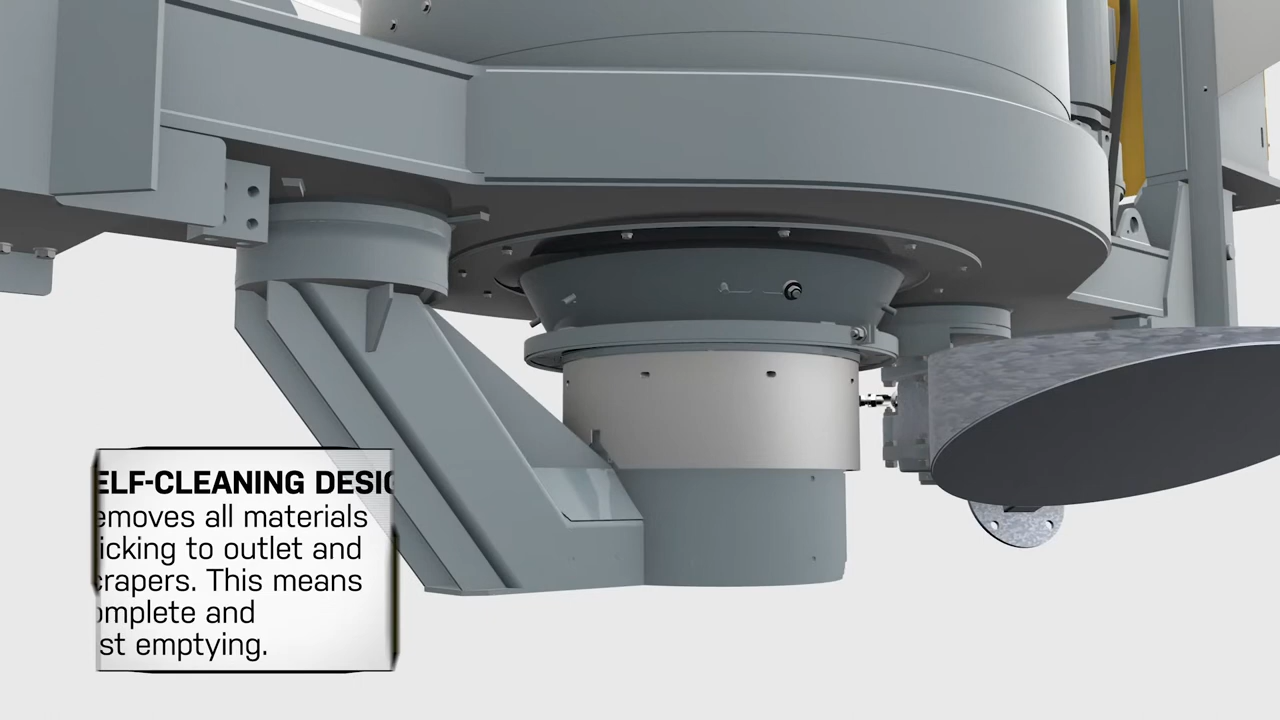 ELF-CLEANING DESIG
emoves all materials
icking to outlet and
crapers. This means
omplete and
st emptying.